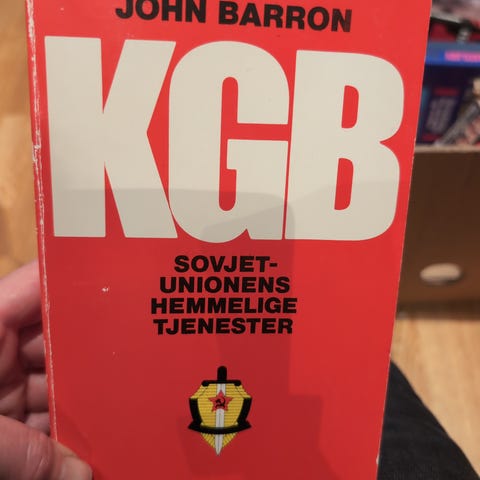 JOHN BARRON
KGB
SOVJET-
UNIONENS
HEMMELIGE
TJENESTER